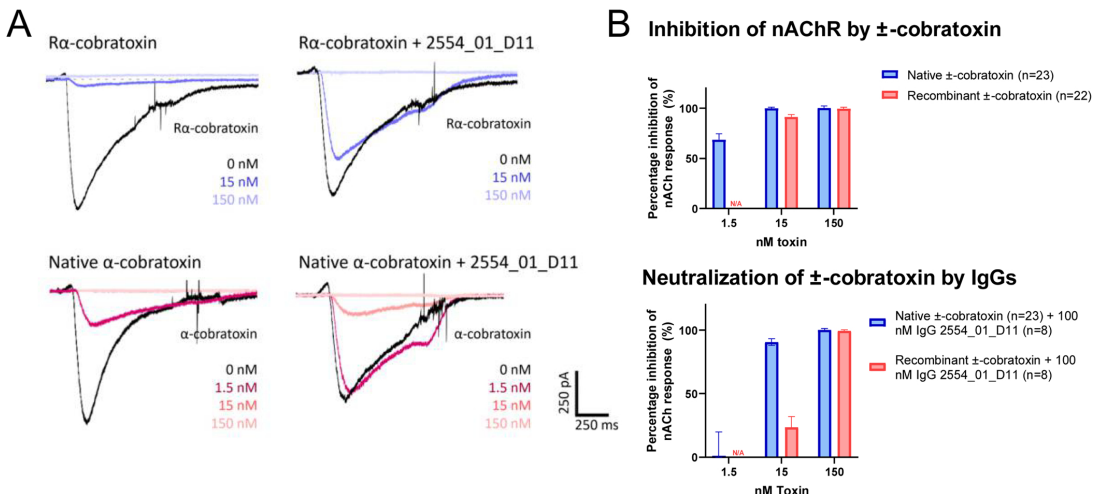 A
Rα-cobratoxin
Rα-cobratoxin
0 nM
15 nM
150 nM
Rα-cobratoxin + 2554_01_D11
Rα-cobratoxin
0 nM
15 nM
150 nM
Native α-cobratoxin
α-cobratoxin
0 nM
1.5 nM
15 nM
150 nM
Native α-cobratoxin + 2554_01_D11
α-cobratoxin
0 nM
1.5 nM
15 nM
150 nM
250 pA
250 ms
B
Inhibition of nAChR by ±-cobratoxin
Native ±-cobratoxin (n=23)
Recombinant ±-cobratoxin (n=22)
Percentage inhibition of
nACh response (%)
100
50
0
N/A
1.5
15
150
nM toxin
Neutralization of ±-cobratoxin by IgGs
Native ±-cobratoxin (n=23) + 100
nM IgG 2554_01_D11 (n=8)
Recombinant ±-cobratoxin + 100
nM IgG 2554_01_D11 (n=8)
Percentage inhibition of
nACh response (%)
100
50
0
N/A
1.5
15
150
nM Toxin